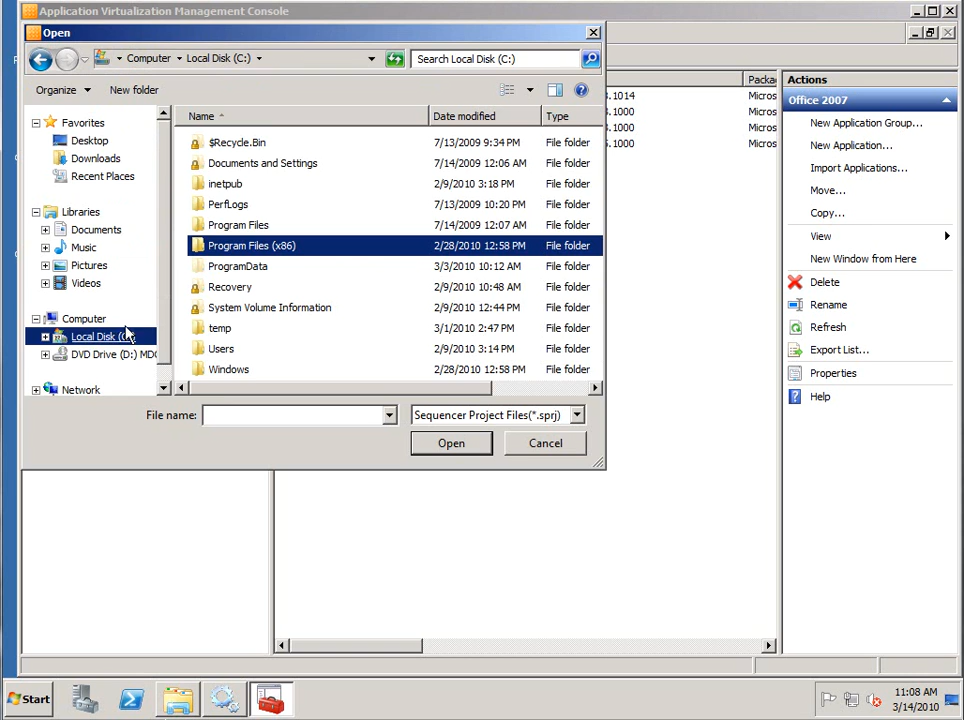 Application Virtualization Management Console
Open
Computer
Local Disk (C:)
Search Local Disk (C:)
Organize
New folder
Favorites
Desktop
Downloads
Recent Places
Libraries
Documents
Music
Pictures
Videos
Computer
Local Disk (
DVD Drive (D:) MDC
Network
Name
Date modified
Type
$Recycle.Bin 7/13/2009 9:34 PM File folder
Documents and Settings 7/14/2009 12:06 AM File folder
inetpub 2/9/2010 3:18 PM File folder
PerfLogs 7/13/2009 10:20 PM File folder
Program Files 7/14/2009 12:07 AM File folder
Program Files (x86) 2/28/2010 12:58 PM File folder
ProgramData 3/3/2010 10:12 AM File folder
Recovery 2/9/2010 10:48 AM File folder
System Volume Information 2/9/2010 12:44 PM File folder
temp 3/1/2010 2:47 PM File folder
Users 2/9/2010 3:14 PM File folder
Windows 2/28/2010 12:58 PM File folder
File name:
Sequencer Project Files(*.sprj)
Open
Cancel
Packa
.1014 Micros
.1000 Micros
.1000 Micros
.1000 Micros
Actions
Office 2007
New Application Group...
New Application...
Import Applications...
Move...
Copy...
View
New Window from Here
Delete
Rename
Refresh
Export List...
Properties
Help
Start
11:08 AM
3/14/2010